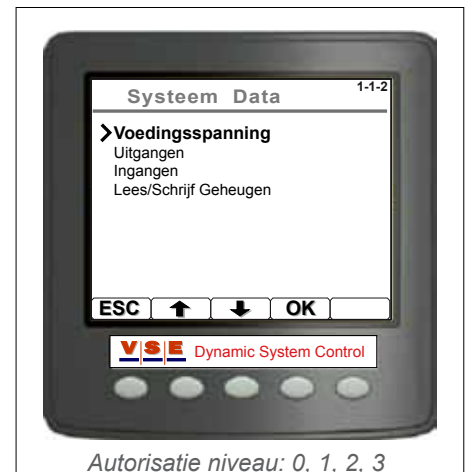 Systeem Data 1-1-2
Voedingsspanning
Uitgangen
Ingangen
Lees/Schrijf Geheugen
ESC OK
VSE Dynamic System Control
Autorisatie niveau: 0, 1, 2, 3